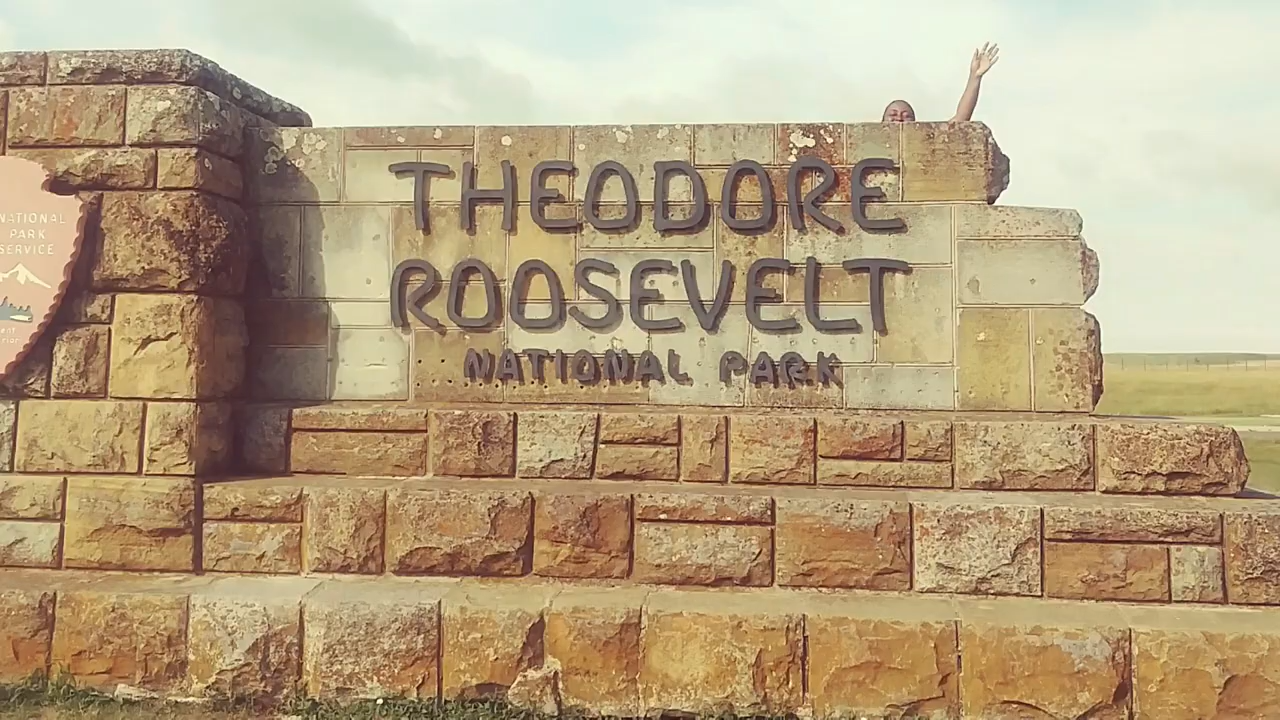 NATIONAL
PARK
SERVICE
THEODORE
ROOSEVELT
NATIONAL PARK